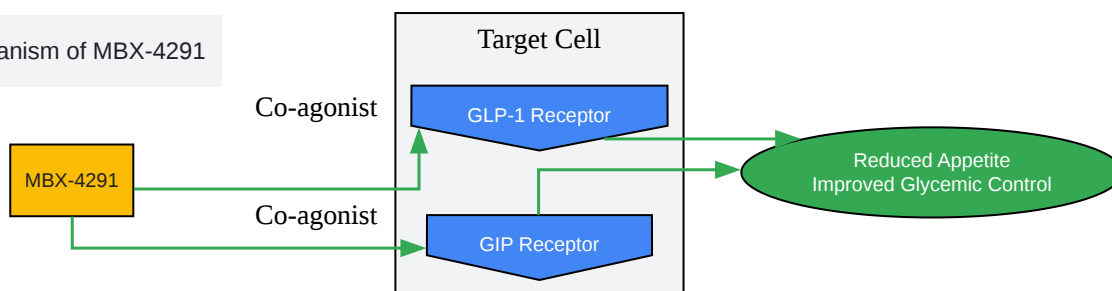 of MBX-4291
Target Cell
Co-agonist
GLP-1 Receptor
MBX-4291
Reduced Appetite
Improved Glycemic Control
Co-agonist
GIP Receptor